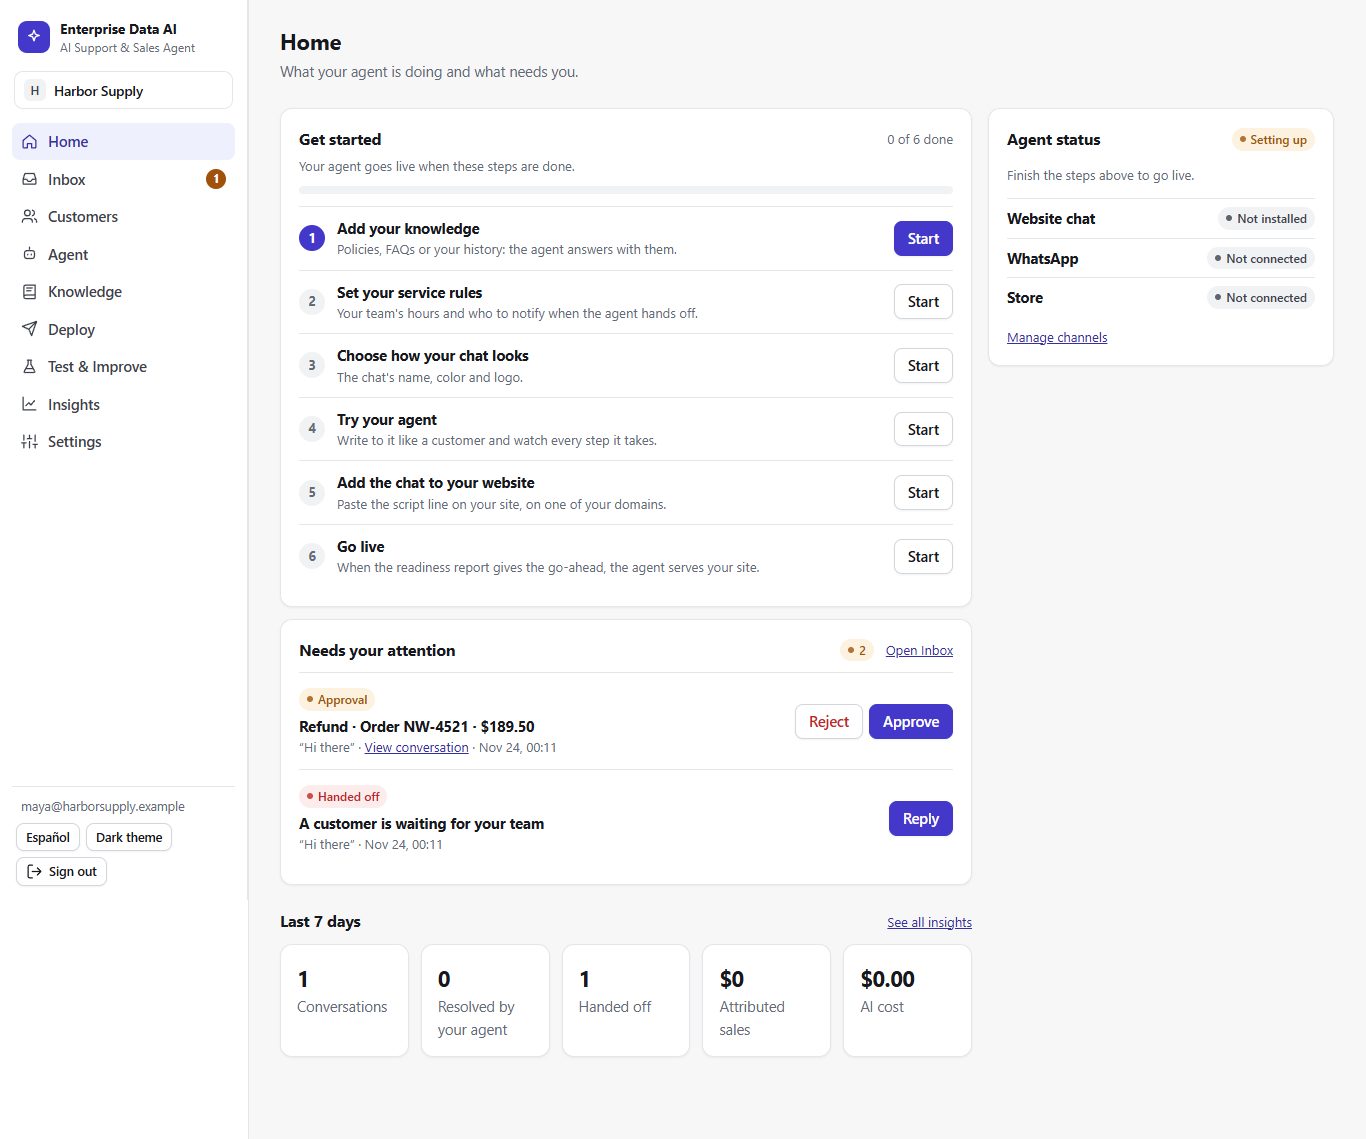 Enterprise Data AI
AI Support & Sales Agent
H Harbor Supply
Home
Inbox 1
Customers
Agent
Knowledge
Deploy
Test & Improve
Insights
Settings
maya@harborsupply.example
Español Dark theme
Sign out
Home
What your agent is doing and what needs you.
Get started 0 of 6 done
Your agent goes live when these steps are done.
1 Add your knowledge
Policies, FAQs or your history: the agent answers with them.
Start
2 Set your service rules
Your team's hours and who to notify when the agent hands off.
Start
3 Choose how your chat looks
The chat's name, color and logo.
Start
4 Try your agent
Write to it like a customer and watch every step it takes.
Start
5 Add the chat to your website
Paste the script line on your site, on one of your domains.
Start
6 Go live
When the readiness report gives the go-ahead, the agent serves your site.
Start
Needs your attention 2 Open Inbox
Approval
Refund · Order NW-4521 · $189.50
“Hi there” · View conversation · Nov 24, 00:11
Reject Approve
Handed off
A customer is waiting for your team
“Hi there” · Nov 24, 00:11
Reply
Last 7 days See all insights
1
Conversations
0
Resolved by
your agent
1
Handed off
$0
Attributed
sales
$0.00
AI cost
Agent status Setting up
Finish the steps above to go live.
Website chat Not installed
WhatsApp Not connected
Store Not connected
Manage channels